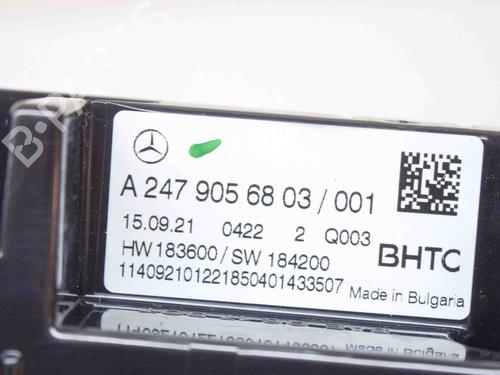 B-PARTS
A 247 905 68 03 / 001
15.09.21 0422 2 Q003
HW 183600 / SW 184200
BHTC
114092101221850401433507
Made in Bulgaria